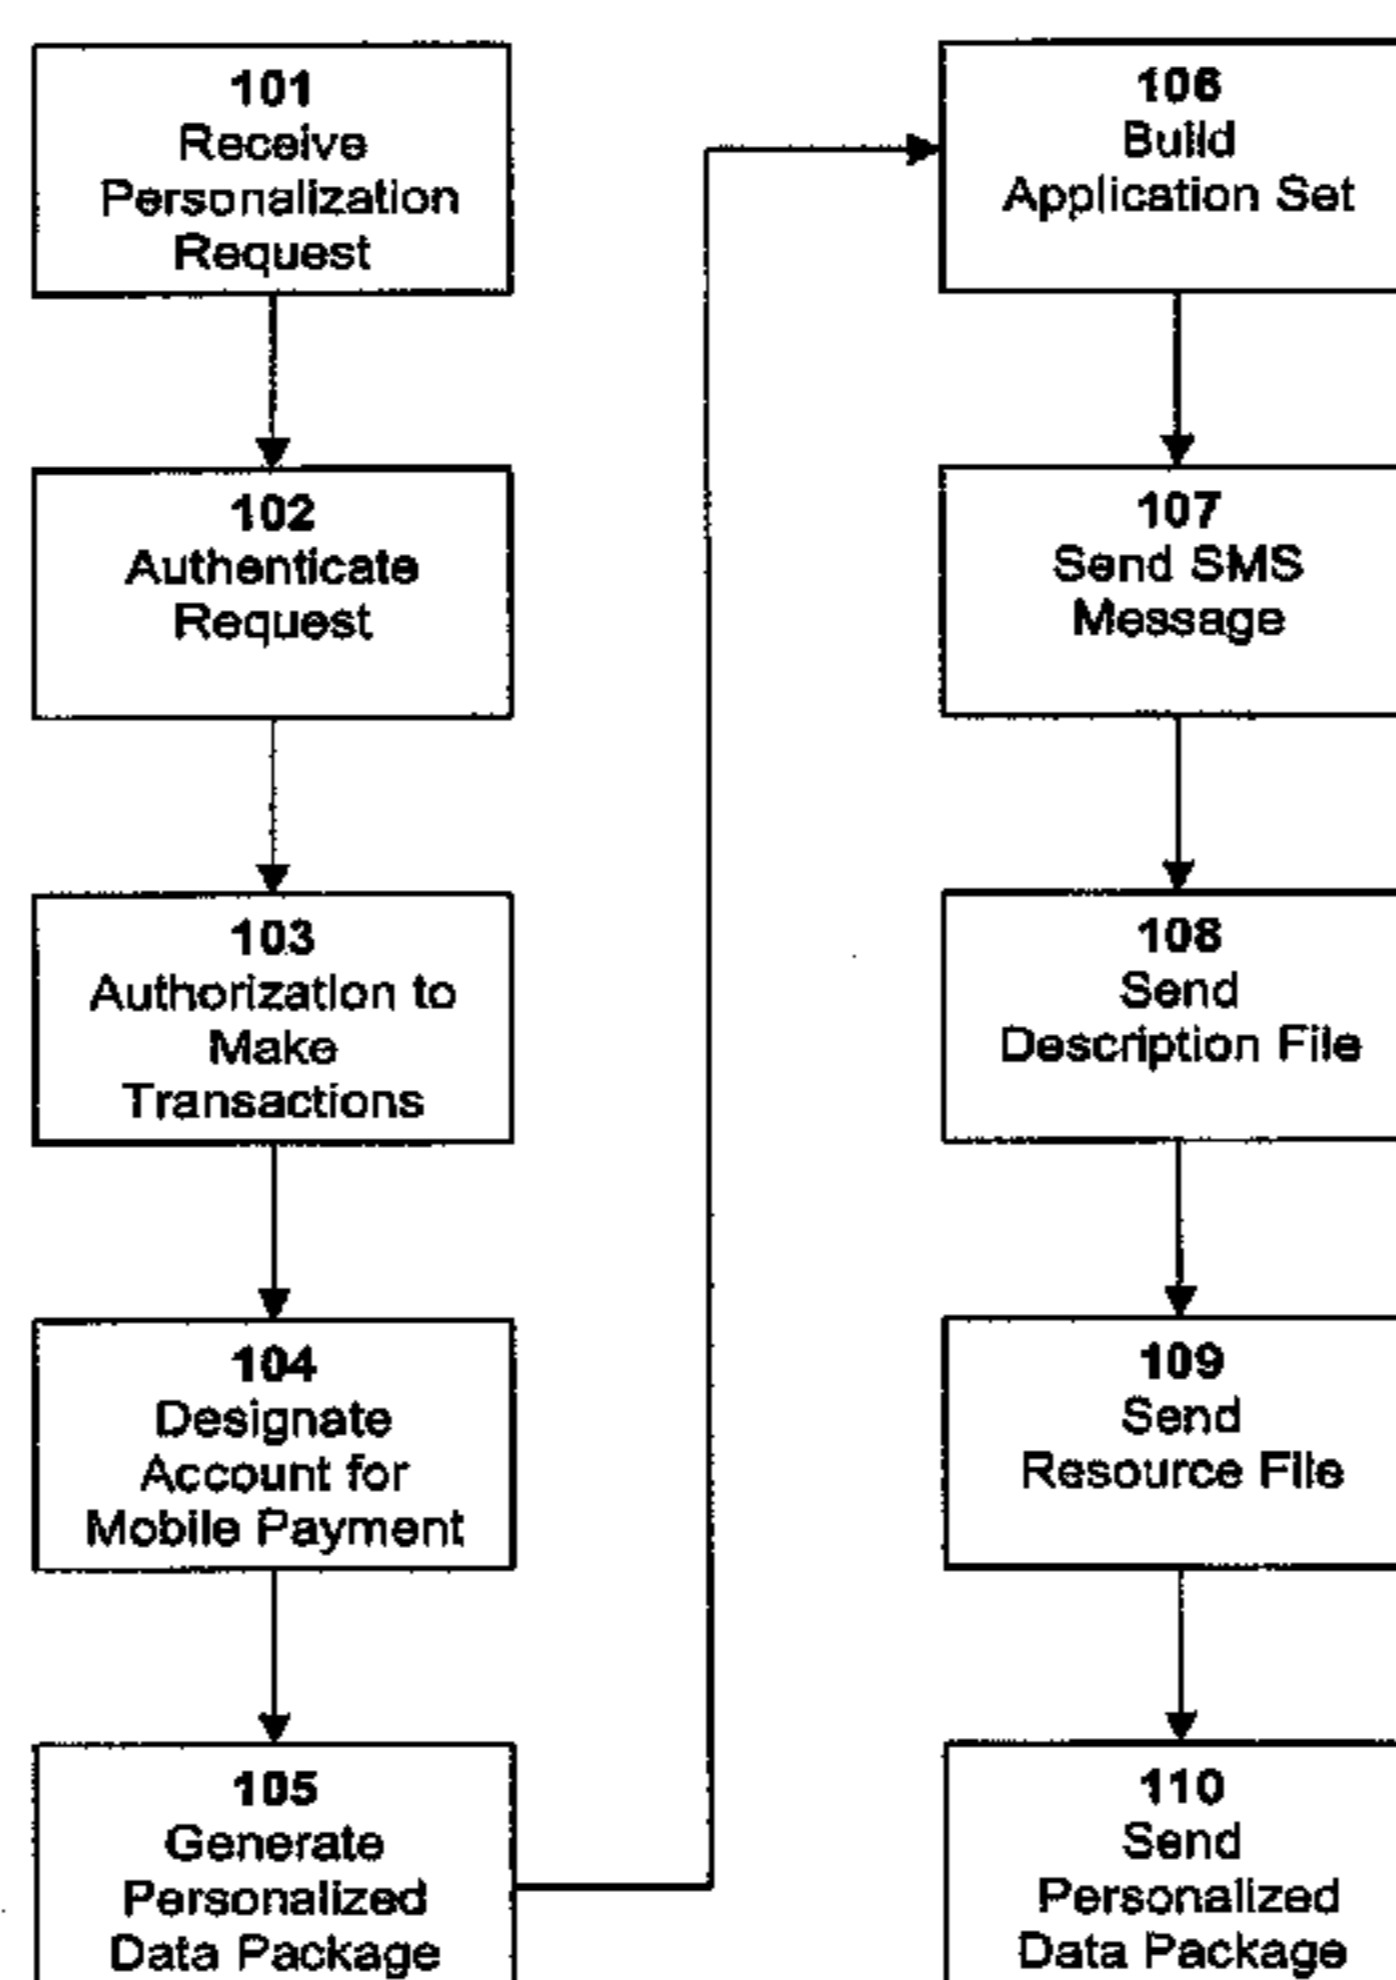 101
Receive
Personalization
Request
102
Authenticate
Request
103
Authorization to
Make
Transactions
104
Designate
Account for
Mobile Payment
105
Generate
Personalized
Data Package
106
Build
Application Set
107
Send SMS
Message
108
Send
Description File
109
Send
Resource File
110
Send
Personalized
Data Package